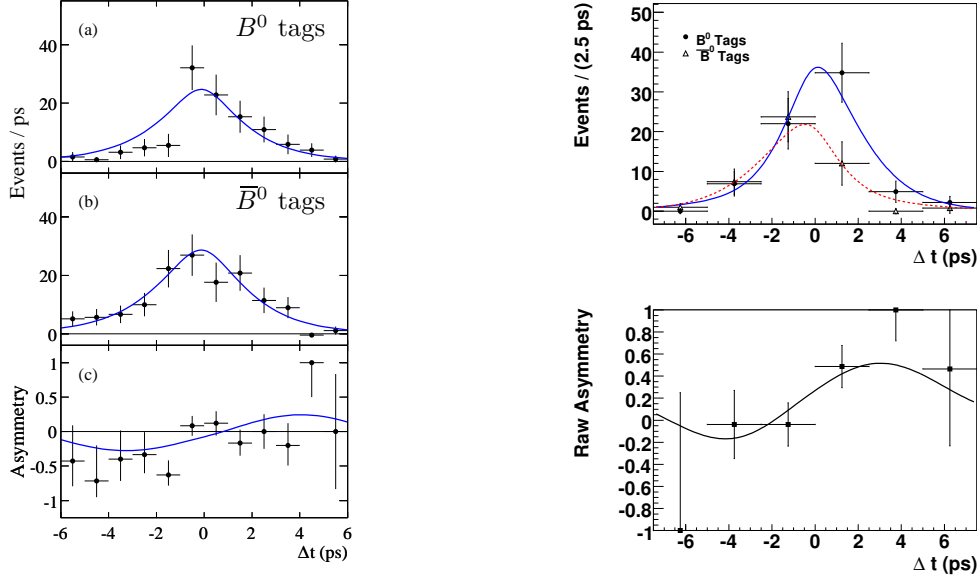 (a)
B⁰ tags
40
20
0
Events / ps
(b)
B̅⁰ tags
40
20
0
(c)
1
0.5
0
-0.5
-1
Asymmetry
-6 -4 -2 0 2 4 6
Δt (ps)
50
40
30
20
10
0
Events / (2.5 ps)
B⁰ Tags
B̅⁰ Tags
-6 -4 -2 0 2 4 6
Δ t (ps)
1
0.8
0.6
0.4
0.2
0
-0.2
-0.4
-0.6
-0.8
-1
Raw Asymmetry
-6 -4 -2 0 2 4 6
Δ t (ps)